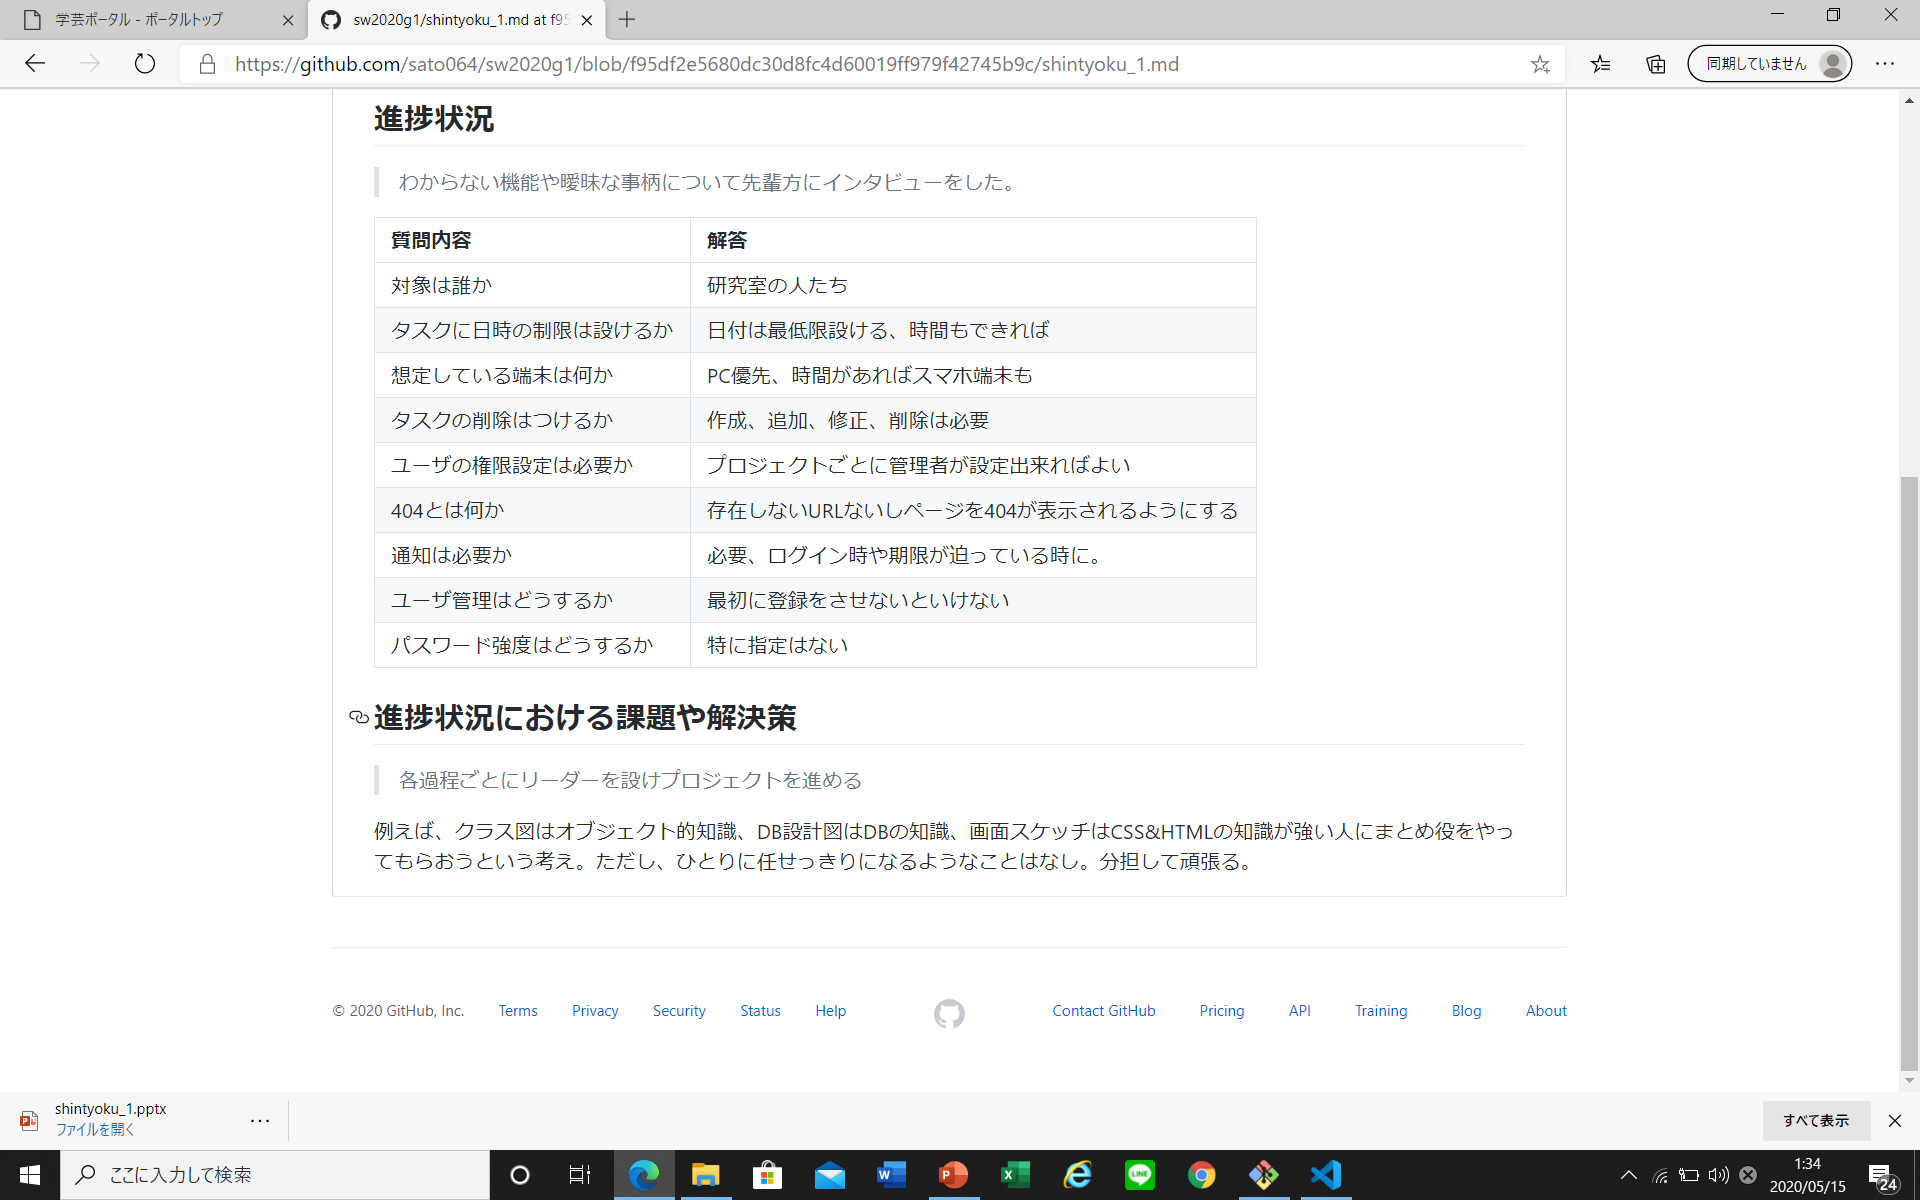 学芸ポータル - ポータルトップ
sw2020g1/shintyoku_1.md at f95
https://github.com/sato064/sw2020g1/blob/f95df2e5680dc30d8fc4d60019ff979f42745b9c/shintyoku_1.md
同期していません
進捗状況
わからない機能や曖昧な事柄について先輩方にインタビューをした。
質問内容 解答
対象は誰か 研究室の人たち
タスクに日時の制限は設けるか 日付は最低限設ける、時間もできれば
想定している端末は何か PC優先、時間があればスマホ端末も
タスクの削除はつけるか 作成、追加、修正、削除は必要
ユーザの権限設定は必要か プロジェクトごとに管理者が設定出来ればよい
404とは何か 存在しないURLないしページを404が表示されるようにする
通知は必要か 必要、ログイン時や期限が迫っている時に。
ユーザ管理はどうするか 最初に登録をさせないといけない
パスワード強度はどうするか 特に指定はない
進捗状況における課題や解決策
各過程ごとにリーダーを設けプロジェクトを進める
例えば、クラス図はオブジェクト的知識、DB設計図はDBの知識、画面スケッチはCSS&HTMLの知識が強い人にまとめ役をやっ
てもらおうという考え。ただし、ひとりに任せっきりになるようなことはなし。分担して頑張る。
© 2020 GitHub, Inc. Terms Privacy Security Status Help Contact GitHub Pricing API Training Blog About
shintyoku_1.pptx
ファイルを開く
すべて表示
ここに入力して検索
1:34
2020/05/15
24